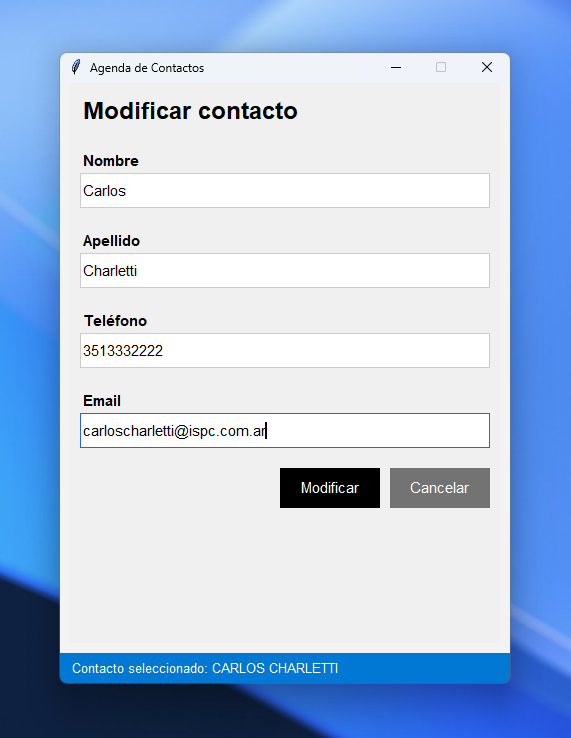 Agenda de Contactos
Modificar contacto
Nombre
Carlos
Apellido
Charletti
Teléfono
3513332222
Email
carloscharletti@ispc.com.ar
Modificar Cancelar
Contacto seleccionado: CARLOS CHARLETTI